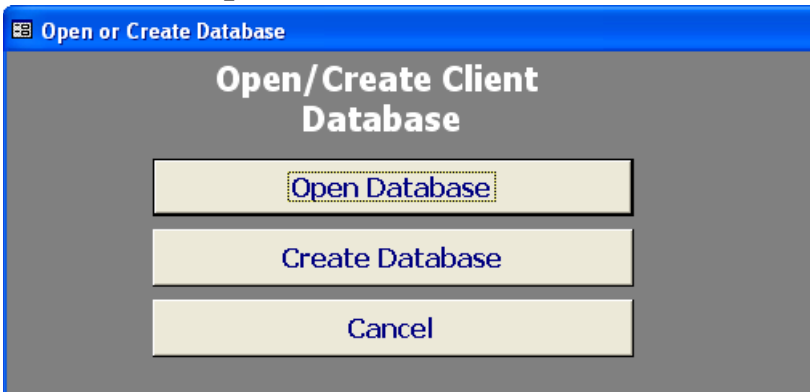 Open or Create Database
Open/Create Client
Database
Open Database
Create Database
Cancel